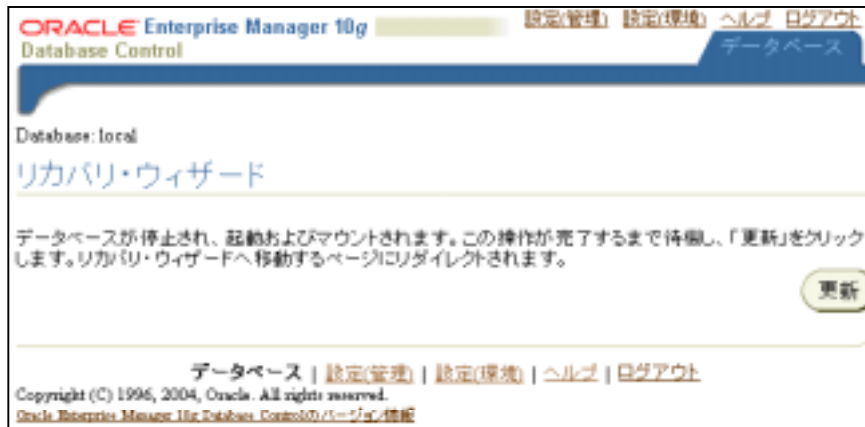 ORACLE Enterprise Manager 10g
Database Control
設定(管理) 設定(環境) ヘルプ ログアウト
データベース
Database: local
リカバリ・ウィザード
データベースが停止され、起動およびマウントされます。この操作が完了するまで待機し、「更新」をクリック
します。リカバリ・ウィザードへ移動するページにリダイレクトされます。
更新
データベース | 設定(管理) | 設定(環境) | ヘルプ | ログアウト
Copyright (C) 1996, 2004, Oracle. All rights reserved.
Oracle Enterprise Manager 10g Database Controlのバージョン情報